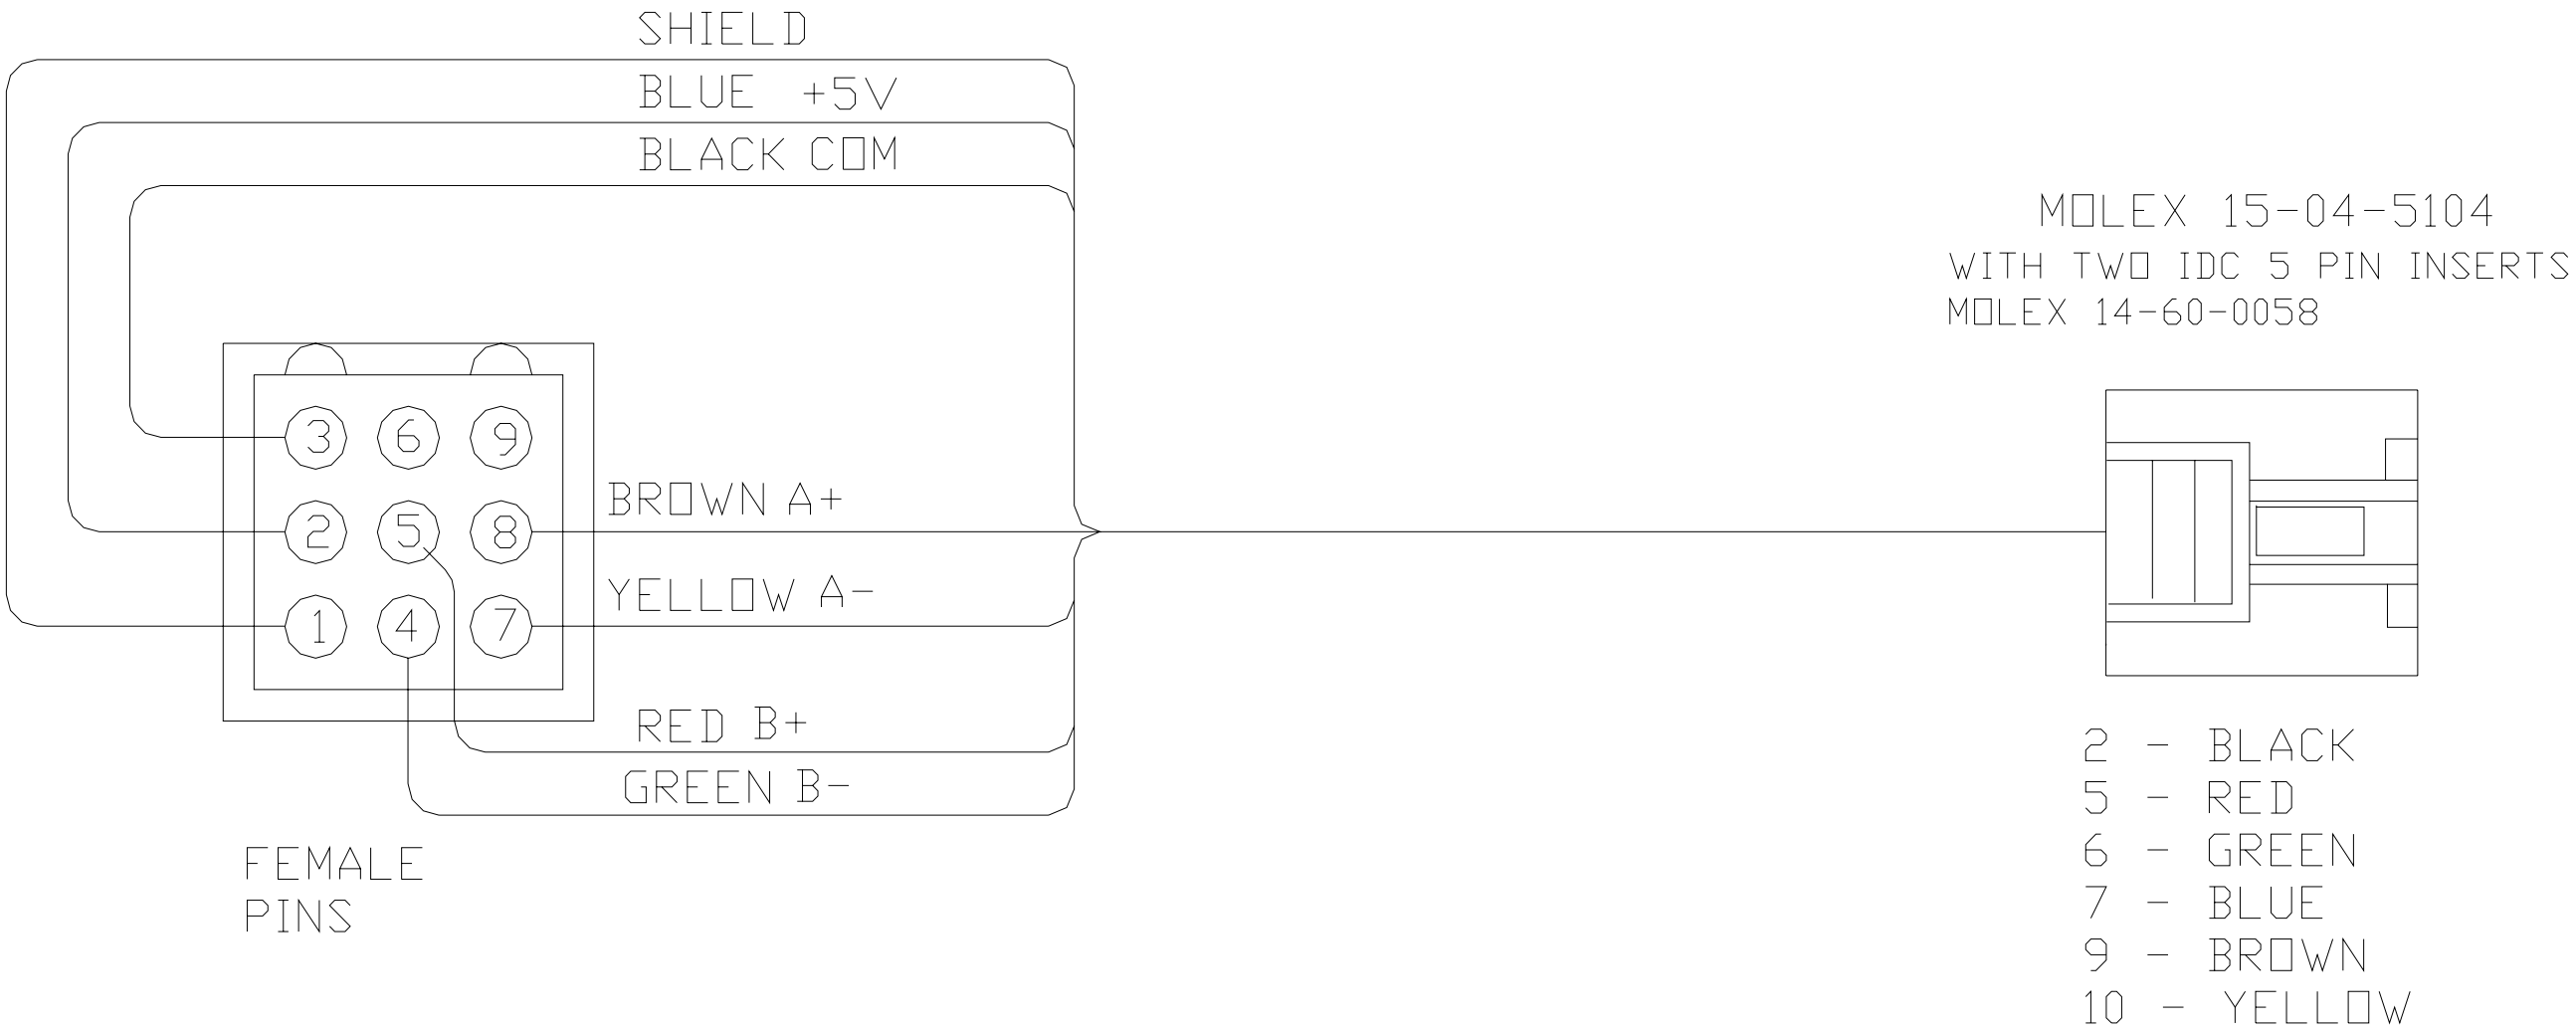 SHIELD
BLUE +5V
BLACK COM
MOLEX 15-04-5104
WITH TWO IDC 5 PIN INSERTS
MOLEX 14-60-0058
3 6 9
BROWN A+
2 5 8
YELLOW A-
1 4 7
RED B+
GREEN B-
FEMALE
PINS
2 - BLACK
5 - RED
6 - GREEN
7 - BLUE
9 - BROWN
10 - YELLOW